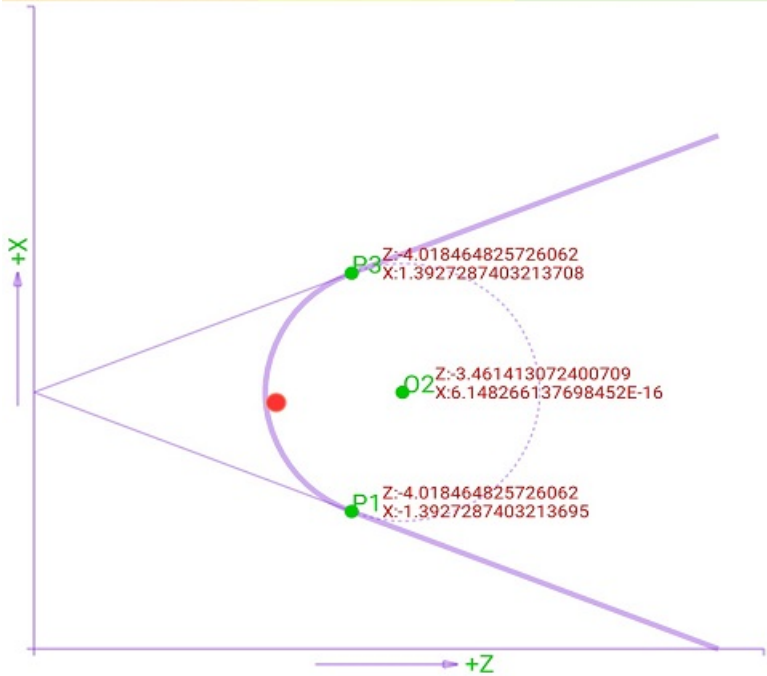 +X
P3
Z:-4.018464825726062
X:1.3927287403213708
O2
Z:-3.461413072400709
X:6.148266137698452E-16
P1
Z:-4.018464825726062
X:-1.3927287403213695
+Z